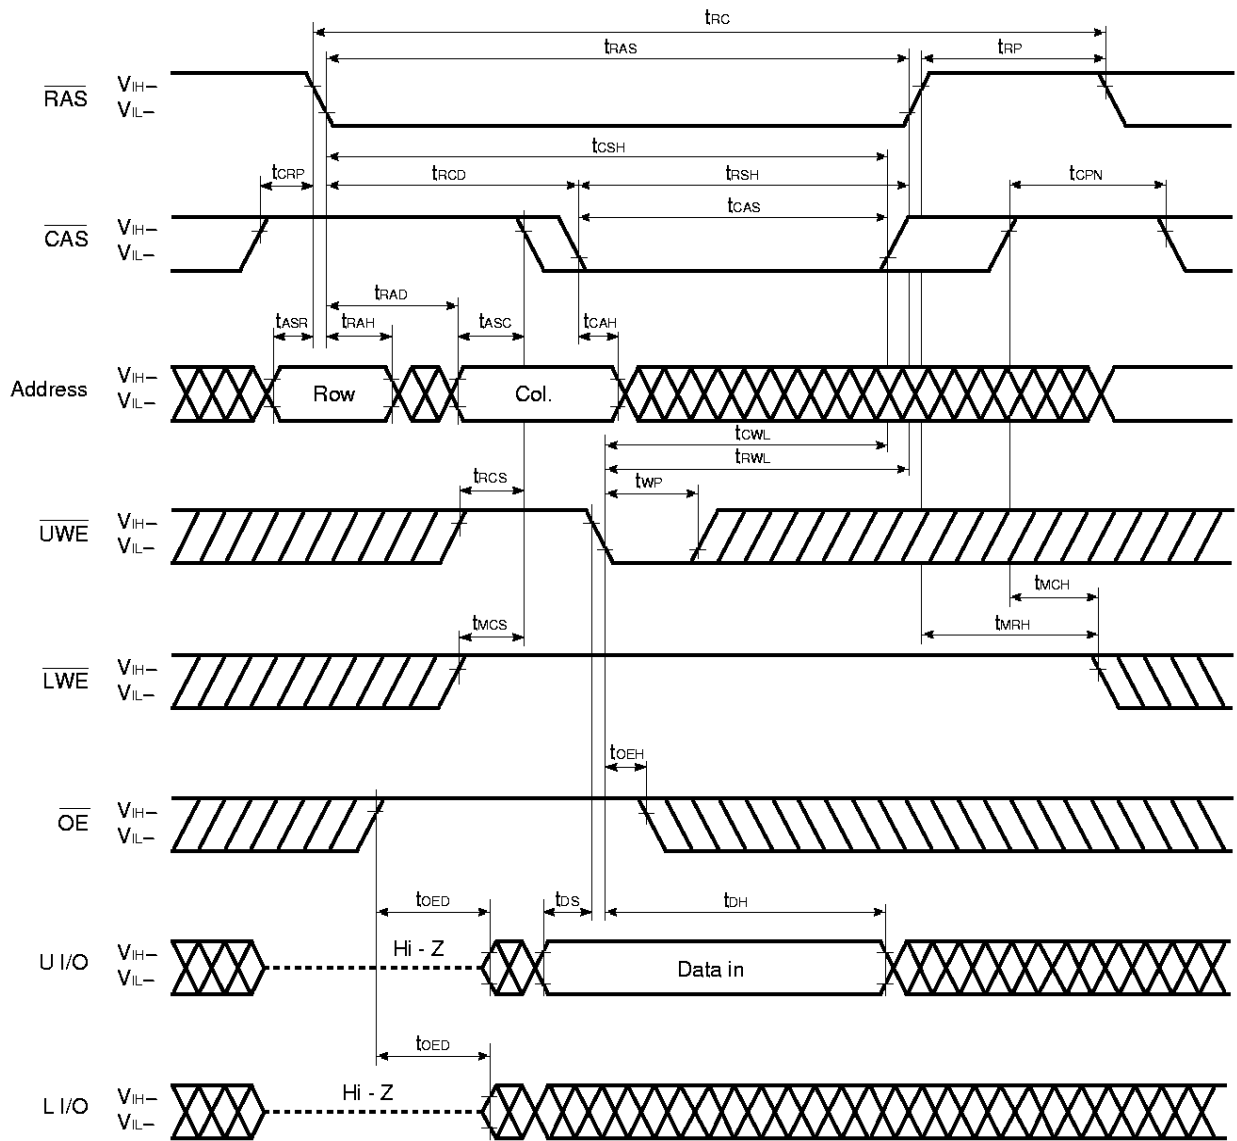 tRC
tRAS
tRP
RAS
VIH–
VIL–
tCSH
tCRP
tRCD
tRSH
tCPN
tCAS
CAS
VIH–
VIL–
tRAD
tASR
tRAH
tASC
tCAH
Address
VIH–
VIL–
Row
Col.
tCWL
tRWL
tRCS
tWP
UWE
VIH–
VIL–
tMCH
tMCS
tMRH
LWE
VIH–
VIL–
tOEH
OE
VIH–
VIL–
tOED
tDS
tDH
U I/O
VIH–
VIL–
Hi - Z
Data in
tOED
L I/O
VIH–
VIL–
Hi - Z